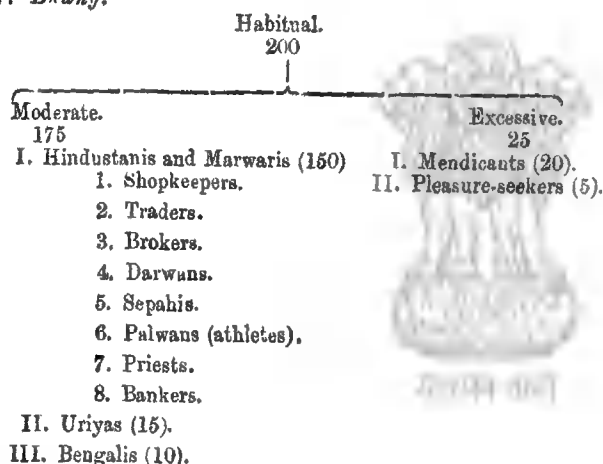 Bhang.
Habitual.
200
Moderate.
175
I. Hindustanis and Marwaris (150)
1. Shopkeepers.
2. Traders.
3. Brokers.
4. Darwans.
5. Sepahis.
6. Palwans (athletes).
7. Priests.
8. Bankers.
II. Uriyas (15).
III. Bengalis (10).
Excessive.
25
I. Mendicants (20).
II. Pleasure-seekers (5).